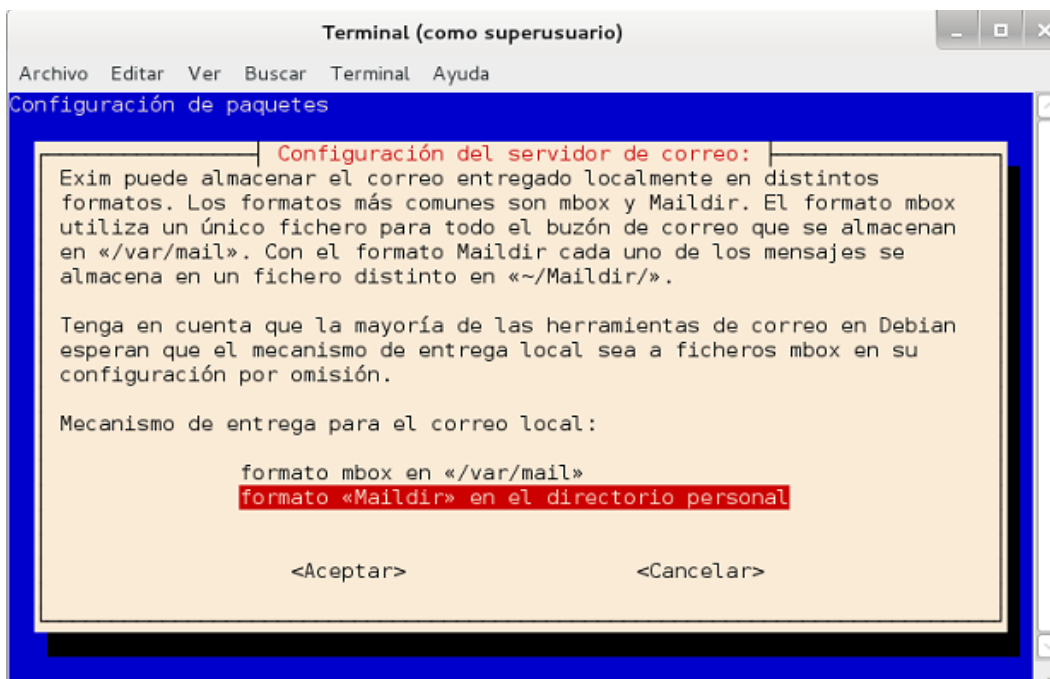 Terminal (como superusuario)
Archivo Editar Ver Buscar Terminal Ayuda
Configuración de paquetes
Configuración del servidor de correo:
Exim puede almacenar el correo entregado localmente en distintos
formatos. Los formatos más comunes son mbox y Maildir. El formato mbox
utiliza un único fichero para todo el buzón de correo que se almacenan
en «/var/mail». Con el formato Maildir cada uno de los mensajes se
almacena en un fichero distinto en «~/Maildir/».
Tenga en cuenta que la mayoría de las herramientas de correo en Debian
esperan que el mecanismo de entrega local sea a ficheros mbox en su
configuración por omisión.
Mecanismo de entrega para el correo local:
formato mbox en «/var/mail»
formato «Maildir» en el directorio personal
<Aceptar> <Cancelar>